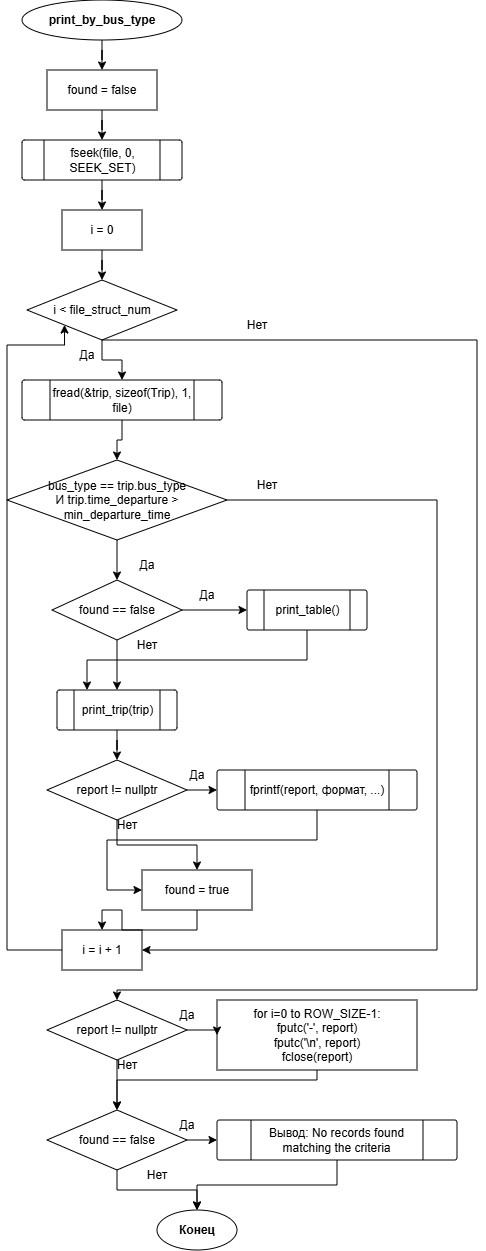 print_by_bus_type
found = false
fseek(file, 0,
SEEK_SET)
i = 0
i < file_struct_num
Нет
Да
fread(&trip, sizeof(Trip), 1,
file)
bus_type == trip.bus_type
И trip.time_departure >
min_departure_time
Нет
Да
found == false
Да
print_table()
Нет
print_trip(trip)
report != nullptr
Да
fprintf(report, формат, ...)
Нет
found = true
i = i + 1
report != nullptr
Да
for i=0 to ROW_SIZE-1:
fputc('-', report)
fputc('\n', report)
fclose(report)
Нет
found == false
Да
Вывод: No records found
matching the criteria
Нет
Конец